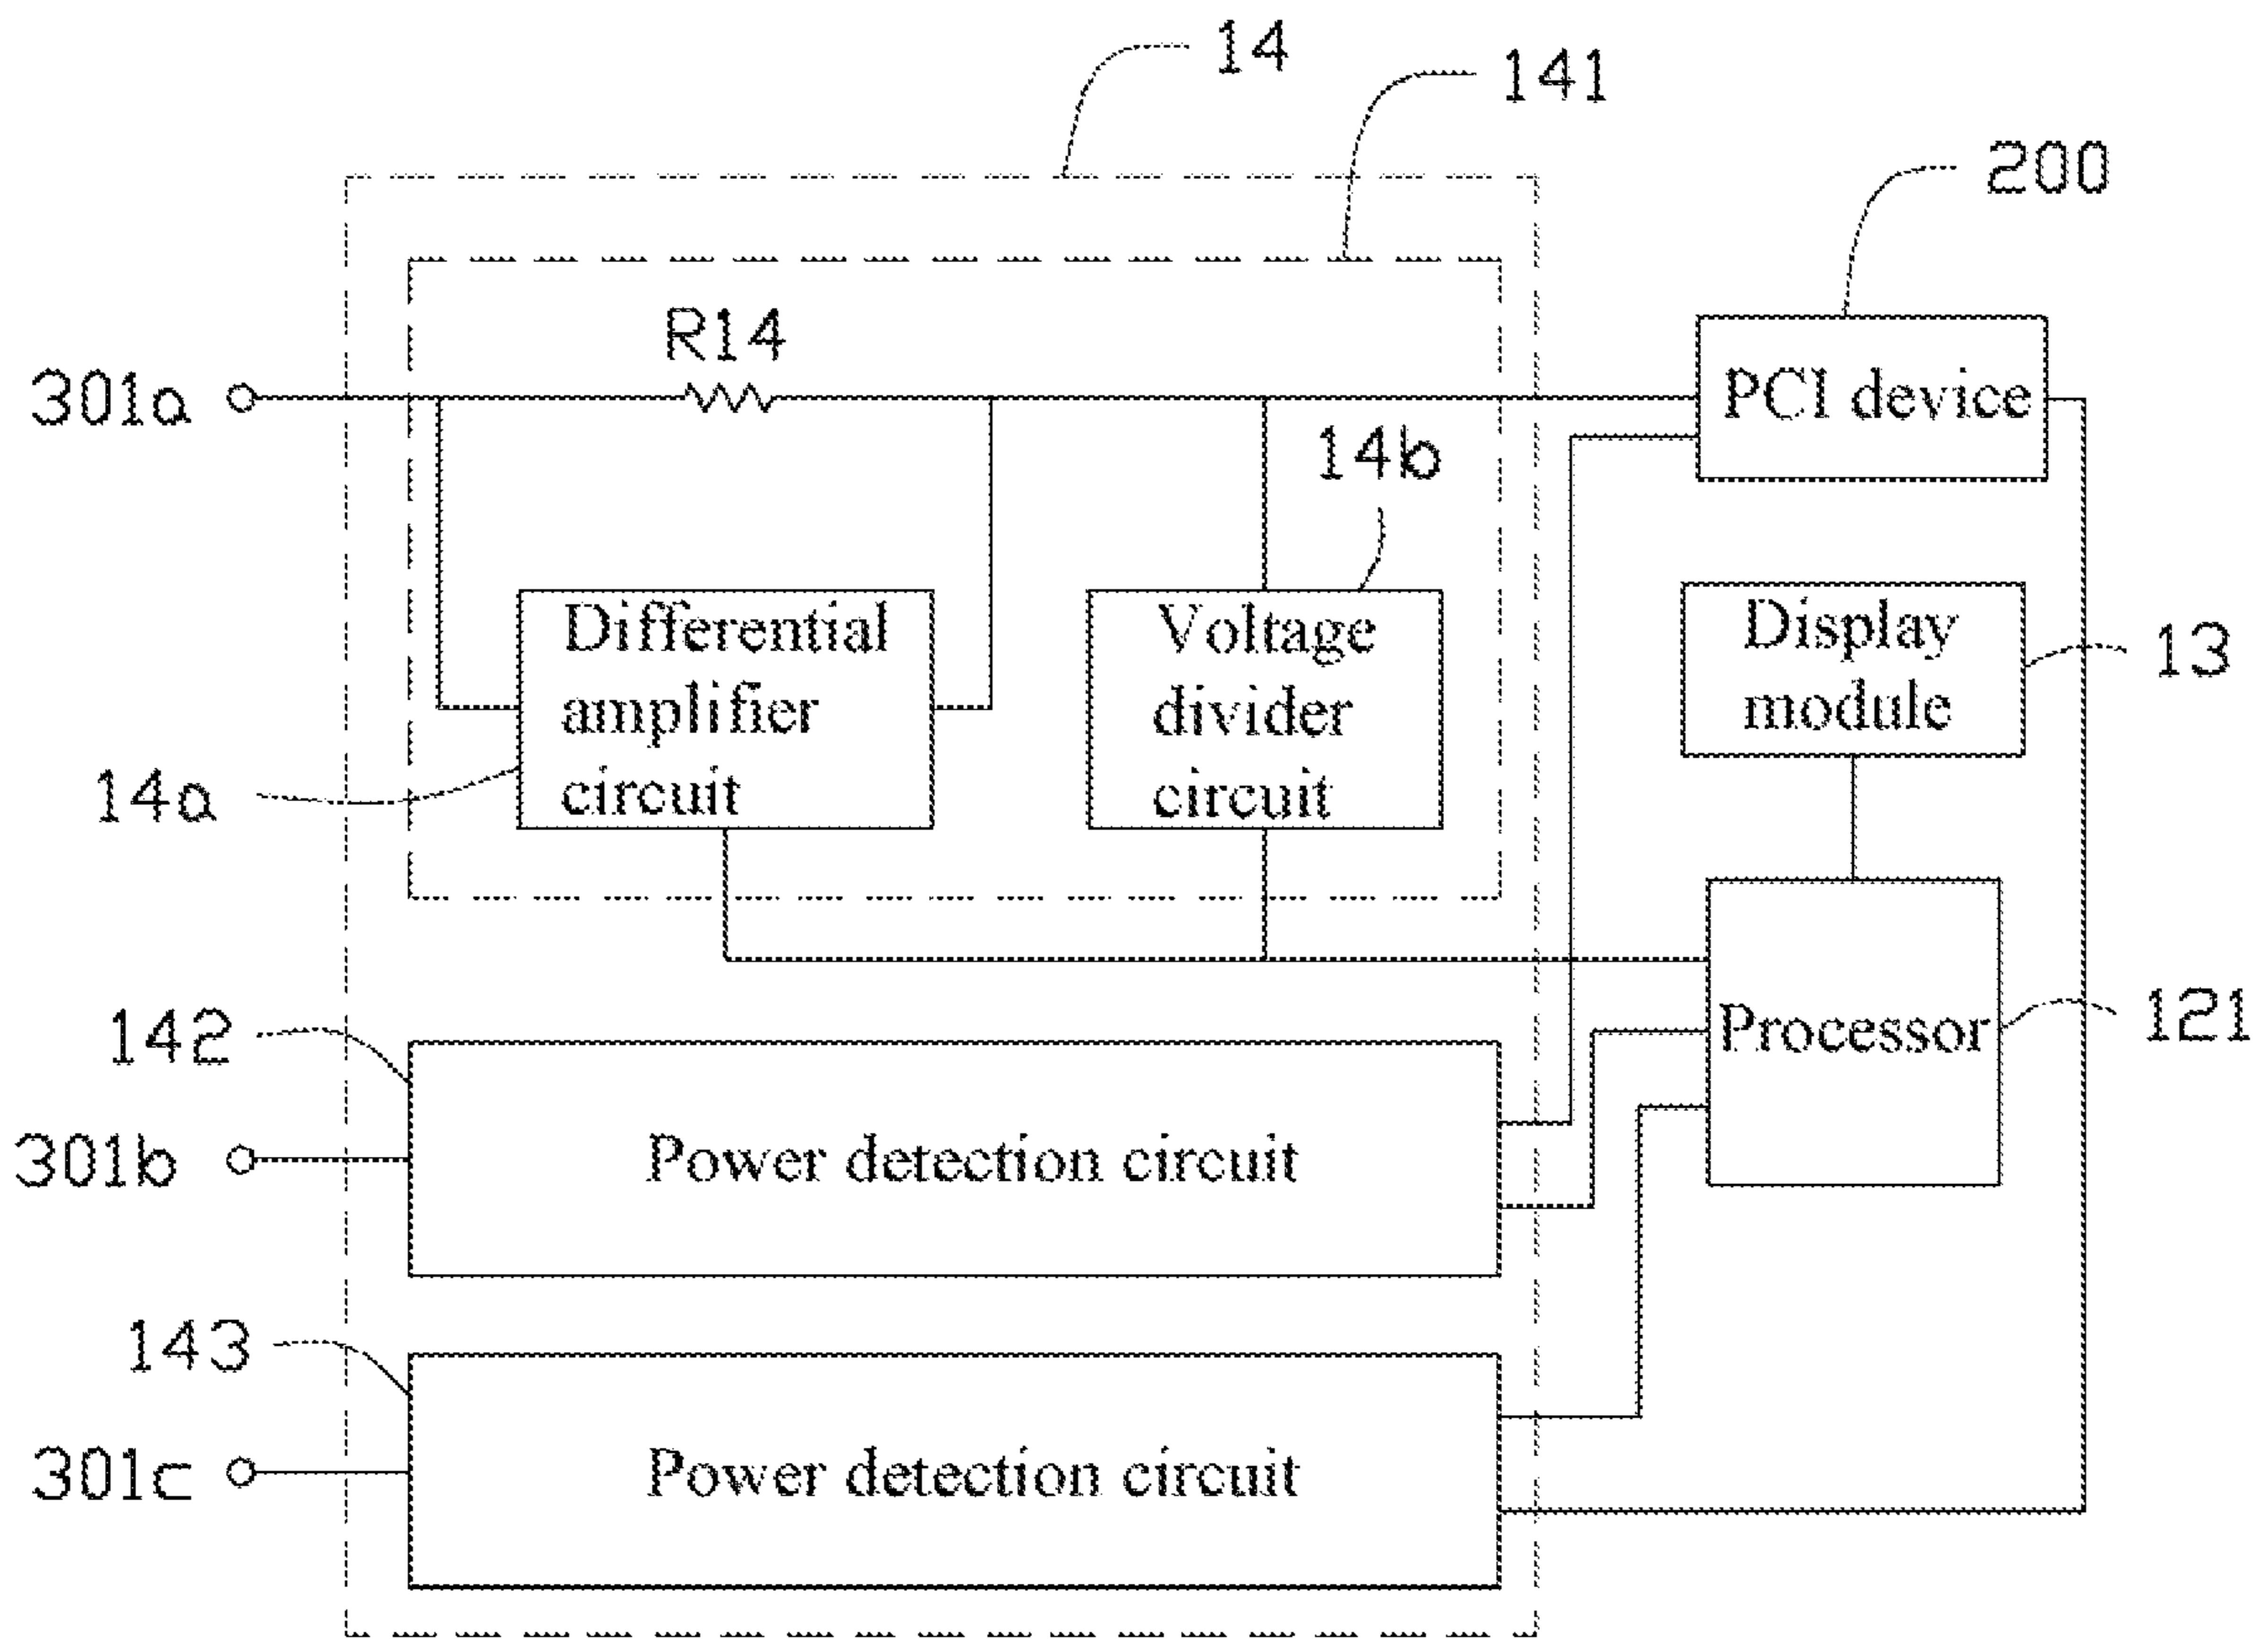 14
141
200
R14
301a
PCI device
14b
Differential
amplifier
circuit
Voltage
divider
circuit
Display
module
13
14a
142
Processor
121
301b
Power detection circuit
143
301c
Power detection circuit